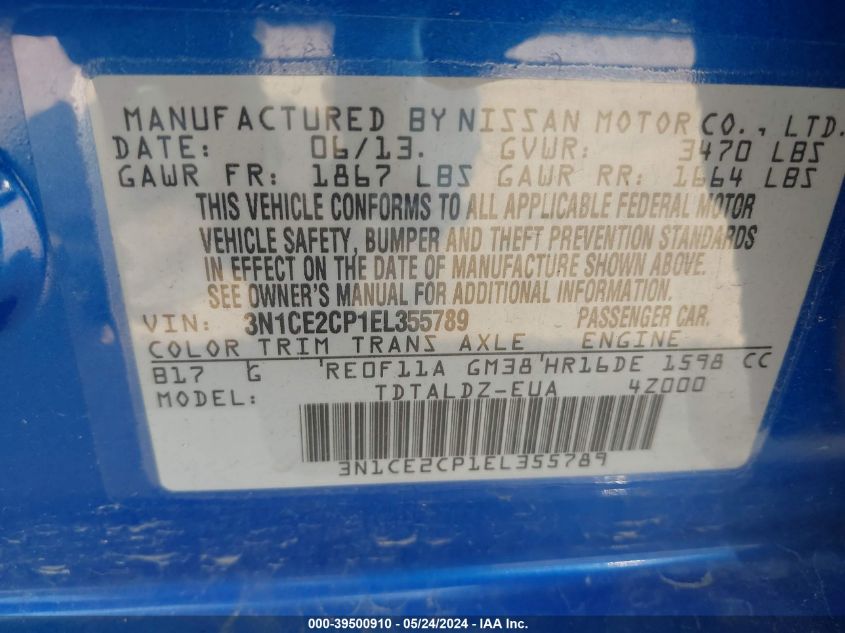 MANUFACTURED BY NISSAN MOTOR CO., LTD.
DATE: 06/13. GVWR: 3470 LBS
GAWR FR: 1867 LBS GAWR RR: 1664 LBS
THIS VEHICLE CONFORMS TO ALL APPLICABLE FEDERAL MOTOR
VEHICLE SAFETY, BUMPER AND THEFT PREVENTION STANDARDS
IN EFFECT ON THE DATE OF MANUFACTURE SHOWN ABOVE.
SEE OWNER'S MANUAL FOR ADDITIONAL INFORMATION.
VIN: 3N1CE2CP1EL355789 PASSENGER CAR.
COLOR TRIM TRANS AXLE ENGINE
B17 G 'RE0F11A GM38'HR16DE 1598 CC
MODEL: TDTALDZ-EUA 4Z000
3N1CE2CP1EL355789
000-39500910 - 05/24/2024 - IAA Inc.